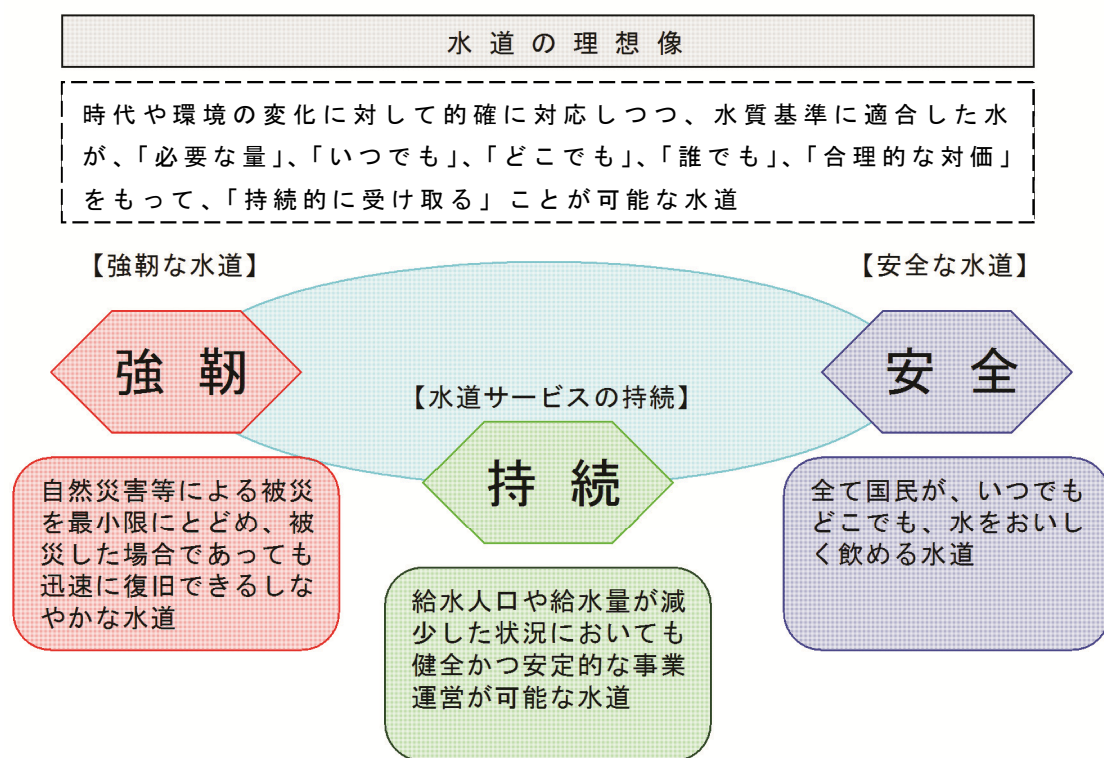 水道の理想像
時代や環境の変化に対して的確に対応しつつ、水質基準に適合した水
が、「必要な量」、「いつでも」、「どこでも」、「誰でも」、「合理的な対価」
をもって、「持続的に受け取る」ことが可能な水道
【強靭な水道】
【安全な水道】
強靭
安全
【水道サービスの持続】
持続
自然災害等による被災
を最小限にとどめ、被
災した場合であっても
迅速に復旧できるしな
やかな水道
全て国民が、いつでも
どこでも、水をおいし
く飲める水道
給水人口や給水量が減
少した状況においても
健全かつ安定的な事業
運営が可能な水道